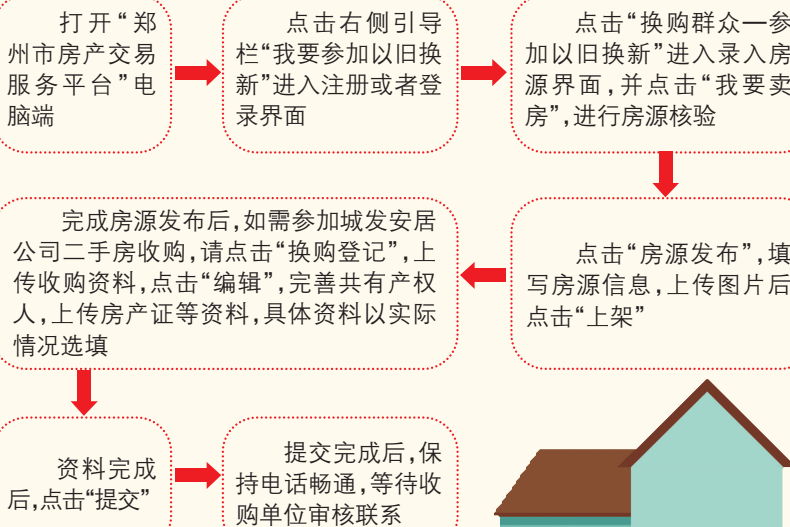 打开“郑
州市房产交易
服务平台”电
脑端
点击右侧引导
栏“我要参加以旧换
新”进入注册或者登
录界面
点击“换购群众—参
加以旧换新”进入录入房
源界面,并点击“我要卖
房”,进行房源核验
点击“房源发布”,填
写房源信息,上传图片后
点击“上架”
完成房源发布后,如需参加城发安居
公司二手房收购,请点击“换购登记”,上
传收购资料,点击“编辑”,完善共有产权
人,上传房产证等资料,具体资料以实际
情况选填
资料完成
后,点击“提交”
提交完成后,保
持电话畅通,等待收
购单位审核联系